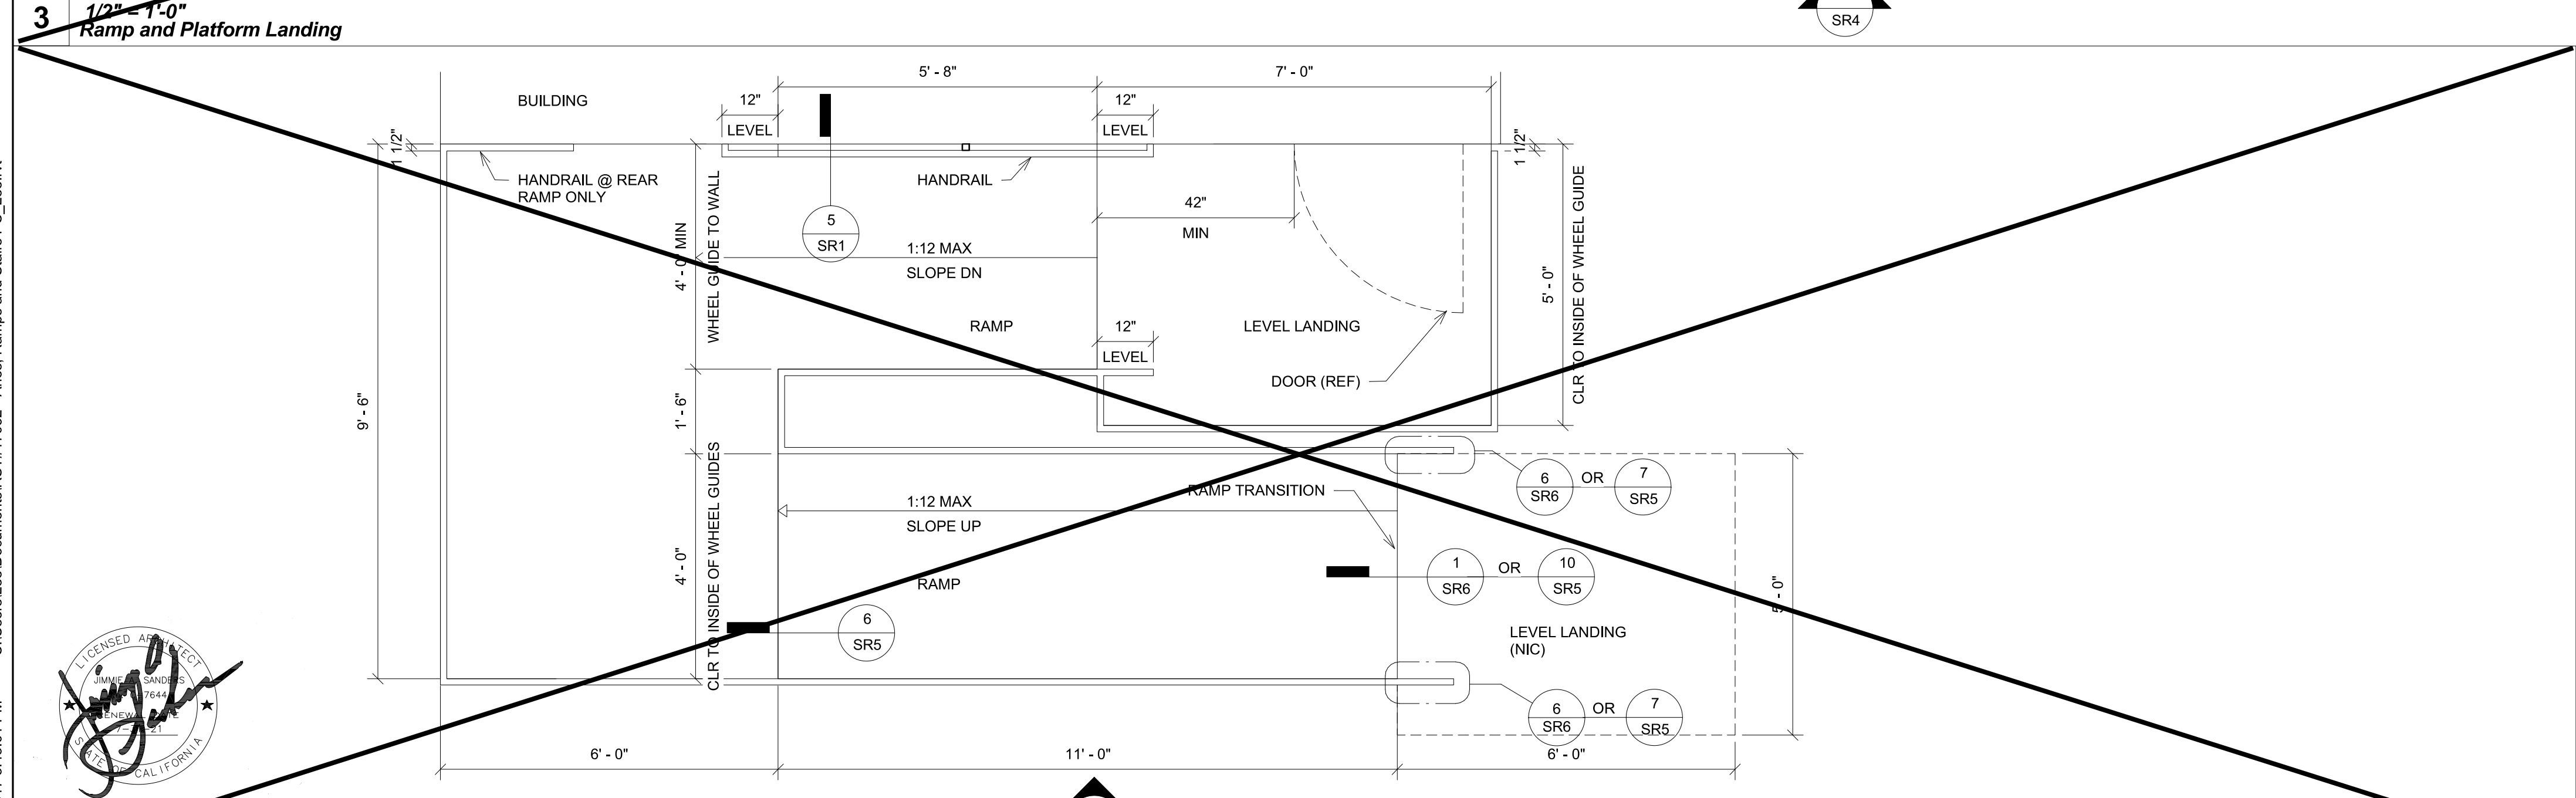 3
1/2" = 1'-0"
Ramp and Platform Landing
SR4
5' - 8"
7' - 0"
BUILDING
12"
LEVEL
12"
LEVEL
1 1/2"
1 1/2"
HANDRAIL @ REAR
RAMP ONLY
HANDRAIL
4' - 0" MIN
WHEEL GUIDE TO WALL
5
SR1
42"
MIN
1:12 MAX
SLOPE DN
5' - 0"
CLR TO INSIDE OF WHEEL GUIDE
RAMP
12"
LEVEL
LEVEL LANDING
DOOR (REF)
9' - 6"
1' - 6"
4' - 0"
CLR TO INSIDE OF WHEEL GUIDES
1:12 MAX
SLOPE UP
RAMP TRANSITION
6
SR6
OR
7
SR5
1
SR6
OR
10
SR5
RAMP
5' - 0"
6
SR5
LEVEL LANDING
(NIC)
6
SR6
OR
7
SR5
LICENSED ARCHITECT
JIMMIE A. SANDERS
STATE OF CALIFORNIA
6' - 0"
11' - 0"
6' - 0"